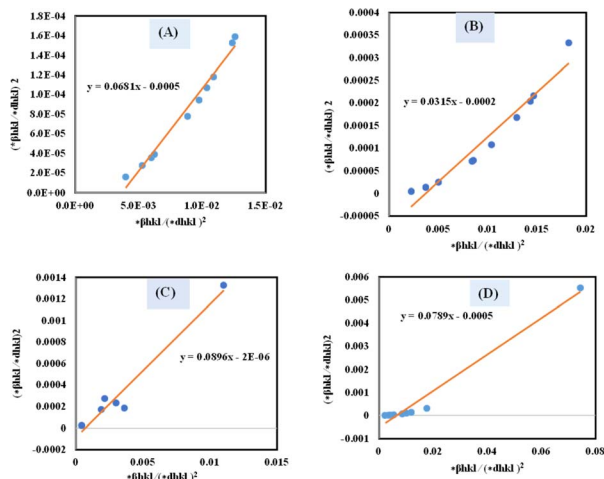 (A)
1.8E-04
1.6E-04
1.4E-04
1.2E-04
1.0E-04
8.0E-05
6.0E-05
4.0E-05
2.0E-05
0.0E+00
0.0E+00 5.0E-03 1.0E-02 1.5E-02
y = 0.0681x - 0.0005
(*βhkl/*dhkl) 2
*βhkl/(*dhkl )²
(B)
0.0004
0.00035
0.0003
0.00025
0.0002
0.00015
0.0001
0.00005
0
-0.00005
0 0.005 0.01 0.015 0.02
y = 0.0315x - 0.0002
(*βhkl/*dhkl) 2
*βhkl/(*dhkl )²
(C)
0.0014
0.0012
0.001
0.0008
0.0006
0.0004
0.0002
0
-0.0002
0 0.005 0.01 0.015
y = 0.0896x - 2E-06
(*βhkl/*dhkl)2
*βhkl/(*dhkl )²
(D)
0.006
0.005
0.004
0.003
0.002
0.001
0
-0.001
0 0.02 0.04 0.06 0.08
y = 0.0789x - 0.0005
(*βhkl/*dhkl)2
*βhkl/(*dhkl )²